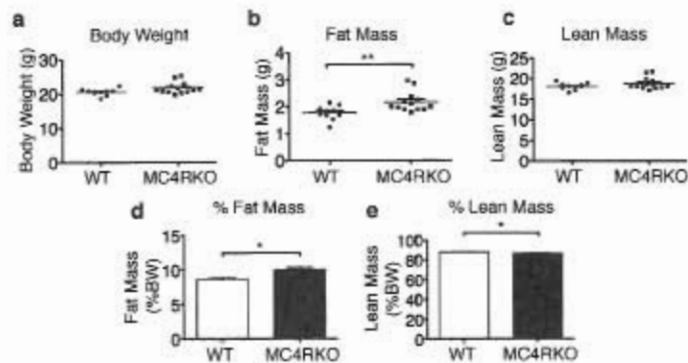 a
Body Weight
Body Weight (g)
30
20
10
0
WT
MC4RKO
b
Fat Mass
Fat Mass (g)
4
3
2
1
0
**
WT
MC4RKO
c
Lean Mass
Lean Mass (g)
25
20
15
10
5
0
WT
MC4RKO
d
% Fat Mass
Fat Mass
(%BW)
15
10
5
0
*
WT
MC4RKO
e
% Lean Mass
Lean Mass
(%BW)
100
80
60
40
20
0
*
WT
MC4RKO